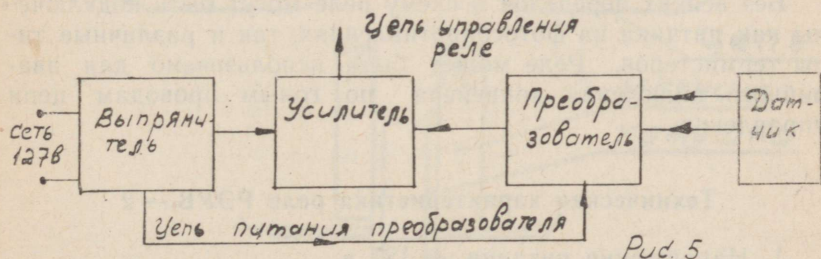 Цепь управления
реле
сеть
127в
Выпрями-
тель
Усилитель
Преобра-
зователь
Дат-
чик
Цепь питания преобразователя
Рис. 5